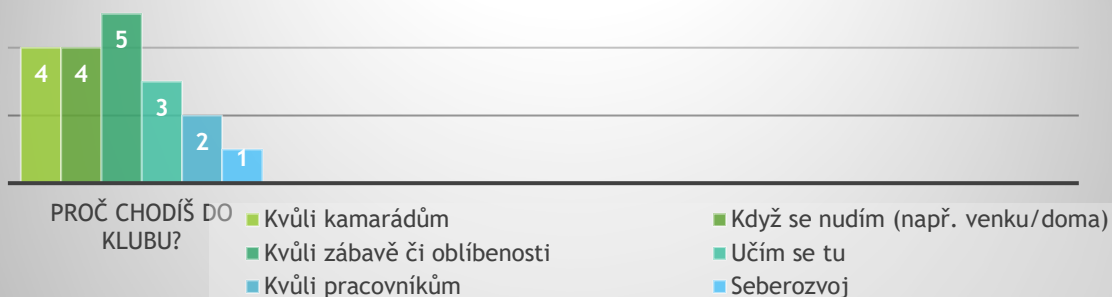 4 4 5 3 2 1
PROČ CHODÍŠ DO
KLUBU?
Kvůli kamarádům
Když se nudím (např. venku/doma)
Kvůli zábavě či oblíbenosti
Učím se tu
Kvůli pracovníkům
Seberozvoj